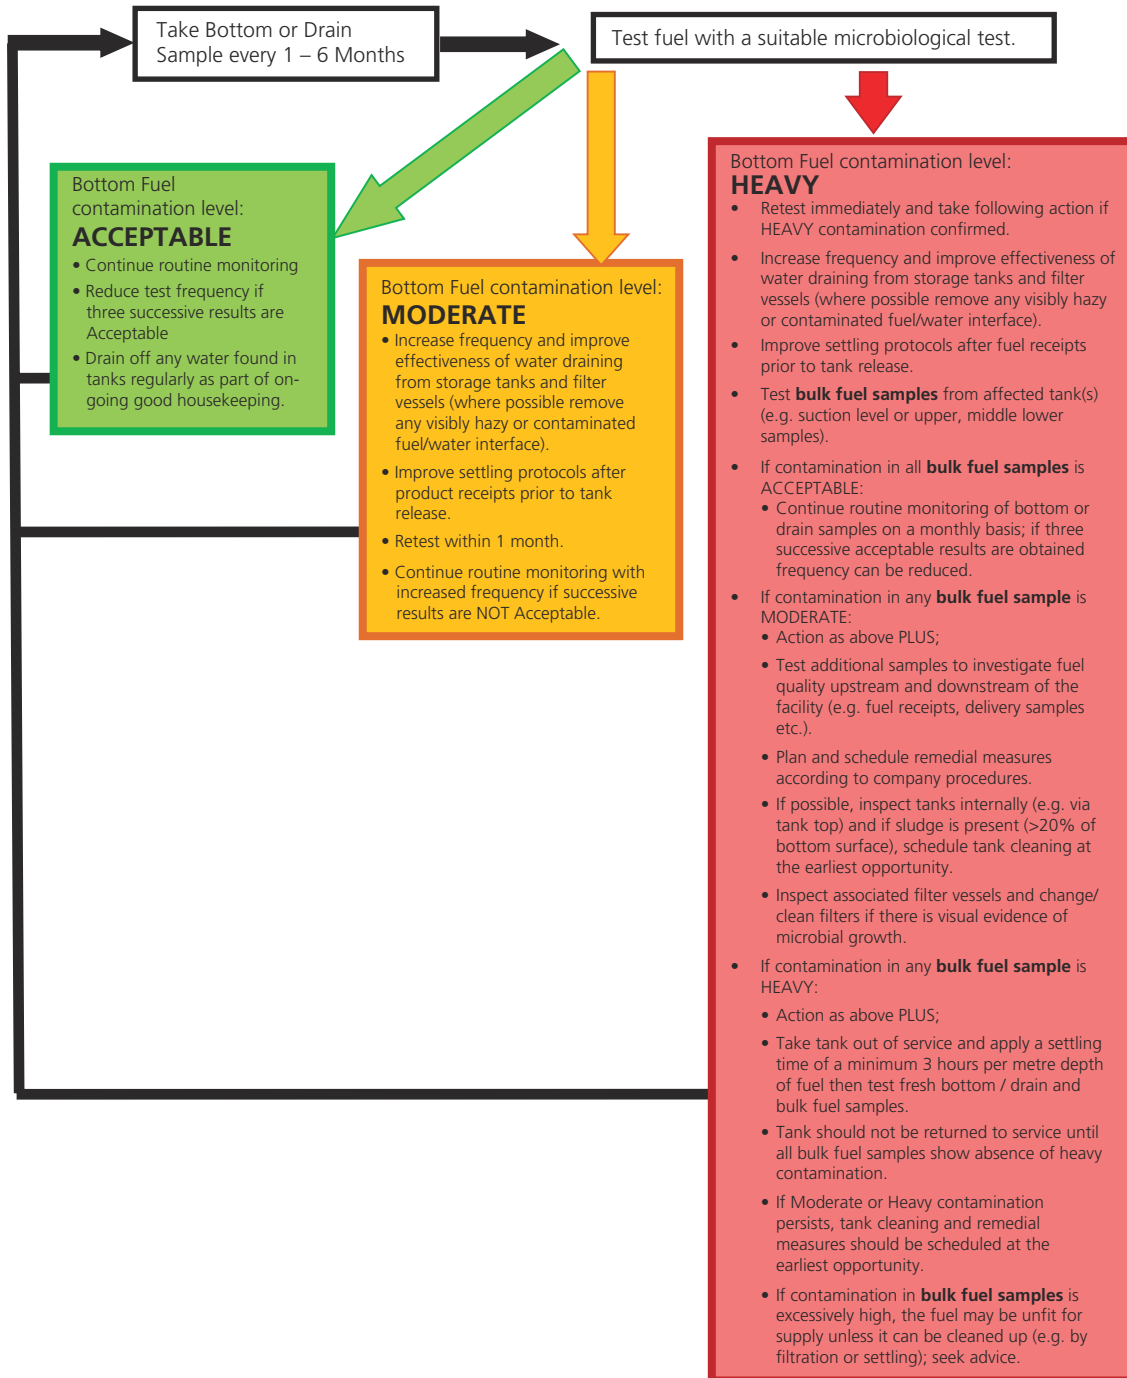 Take Bottom or Drain
Sample every 1 – 6 Months
Test fuel with a suitable microbiological test.
Bottom Fuel
contamination level:
ACCEPTABLE
• Continue routine monitoring
• Reduce test frequency if
three successive results are
Acceptable
• Drain off any water found in
tanks regularly as part of on-
going good housekeeping.
Bottom Fuel contamination level:
MODERATE
• Increase frequency and improve
effectiveness of water draining
from storage tanks and filter
vessels (where possible remove
any visibly hazy or contaminated
fuel/water interface).
• Improve settling protocols after
product receipts prior to tank
release.
• Retest within 1 month.
• Continue routine monitoring with
increased frequency if successive
results are NOT Acceptable.
Bottom Fuel contamination level:
HEAVY
• Retest immediately and take following action if
HEAVY contamination confirmed.
• Increase frequency and improve effectiveness of
water draining from storage tanks and filter
vessels (where possible remove any visibly hazy
or contaminated fuel/water interface).
• Improve settling protocols after fuel receipts
prior to tank release.
• Test bulk fuel samples from affected tank(s)
(e.g. suction level or upper, middle lower
samples).
• If contamination in all bulk fuel samples is
ACCEPTABLE:
• Continue routine monitoring of bottom or
drain samples on a monthly basis; if three
successive acceptable results are obtained
frequency can be reduced.
• If contamination in any bulk fuel sample is
MODERATE:
• Action as above PLUS;
• Test additional samples to investigate fuel
quality upstream and downstream of the
facility (e.g. fuel receipts, delivery samples
etc.).
• Plan and schedule remedial measures
according to company procedures.
• If possible, inspect tanks internally (e.g. via
tank top) and if sludge is present (>20% of
bottom surface), schedule tank cleaning at
the earliest opportunity.
• Inspect associated filter vessels and change/
clean filters if there is visual evidence of
microbial growth.
• If contamination in any bulk fuel sample is
HEAVY:
• Action as above PLUS;
• Take tank out of service and apply a settling
time of a minimum 3 hours per metre depth
of fuel then test fresh bottom / drain and
bulk fuel samples.
• Tank should not be returned to service until
all bulk fuel samples show absence of heavy
contamination.
• If Moderate or Heavy contamination
persists, tank cleaning and remedial
measures should be scheduled at the
earliest opportunity.
• If contamination in bulk fuel samples is
excessively high, the fuel may be unfit for
supply unless it can be cleaned up (e.g. by
filtration or settling); seek advice.